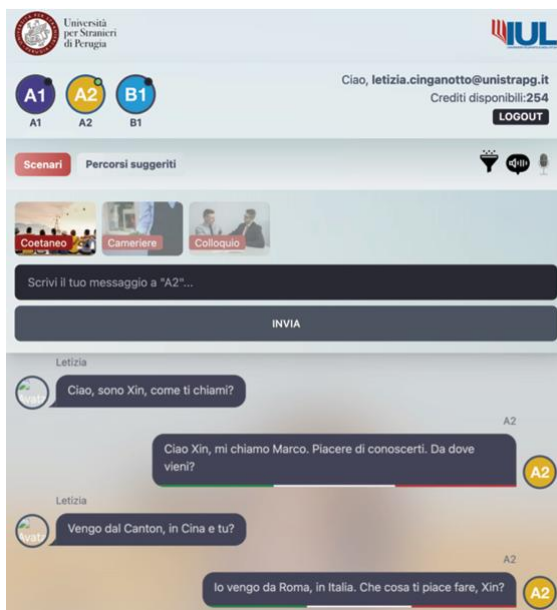 Università
per Stranieri
di Perugia
IUL
A1
A2
B1
A1
A2
B1
Ciao, letizia.cinganotto@unistrapg.it
Crediti disponibili:254
LOGOUT
Scenari
Percorsi suggeriti
Coetaneo
Cameriere
Colloquio
Scrivi il tuo messaggio a "A2"...
INVIA
Letizia
Ciao, sono Xin, come ti chiami?
A2
Ciao Xin, mi chiamo Marco. Piacere di conoscerti. Da dove
vieni?
A2
Letizia
Vengo dal Canton, in Cina e tu?
A2
Io vengo da Roma, in Italia. Che cosa ti piace fare, Xin?
A2